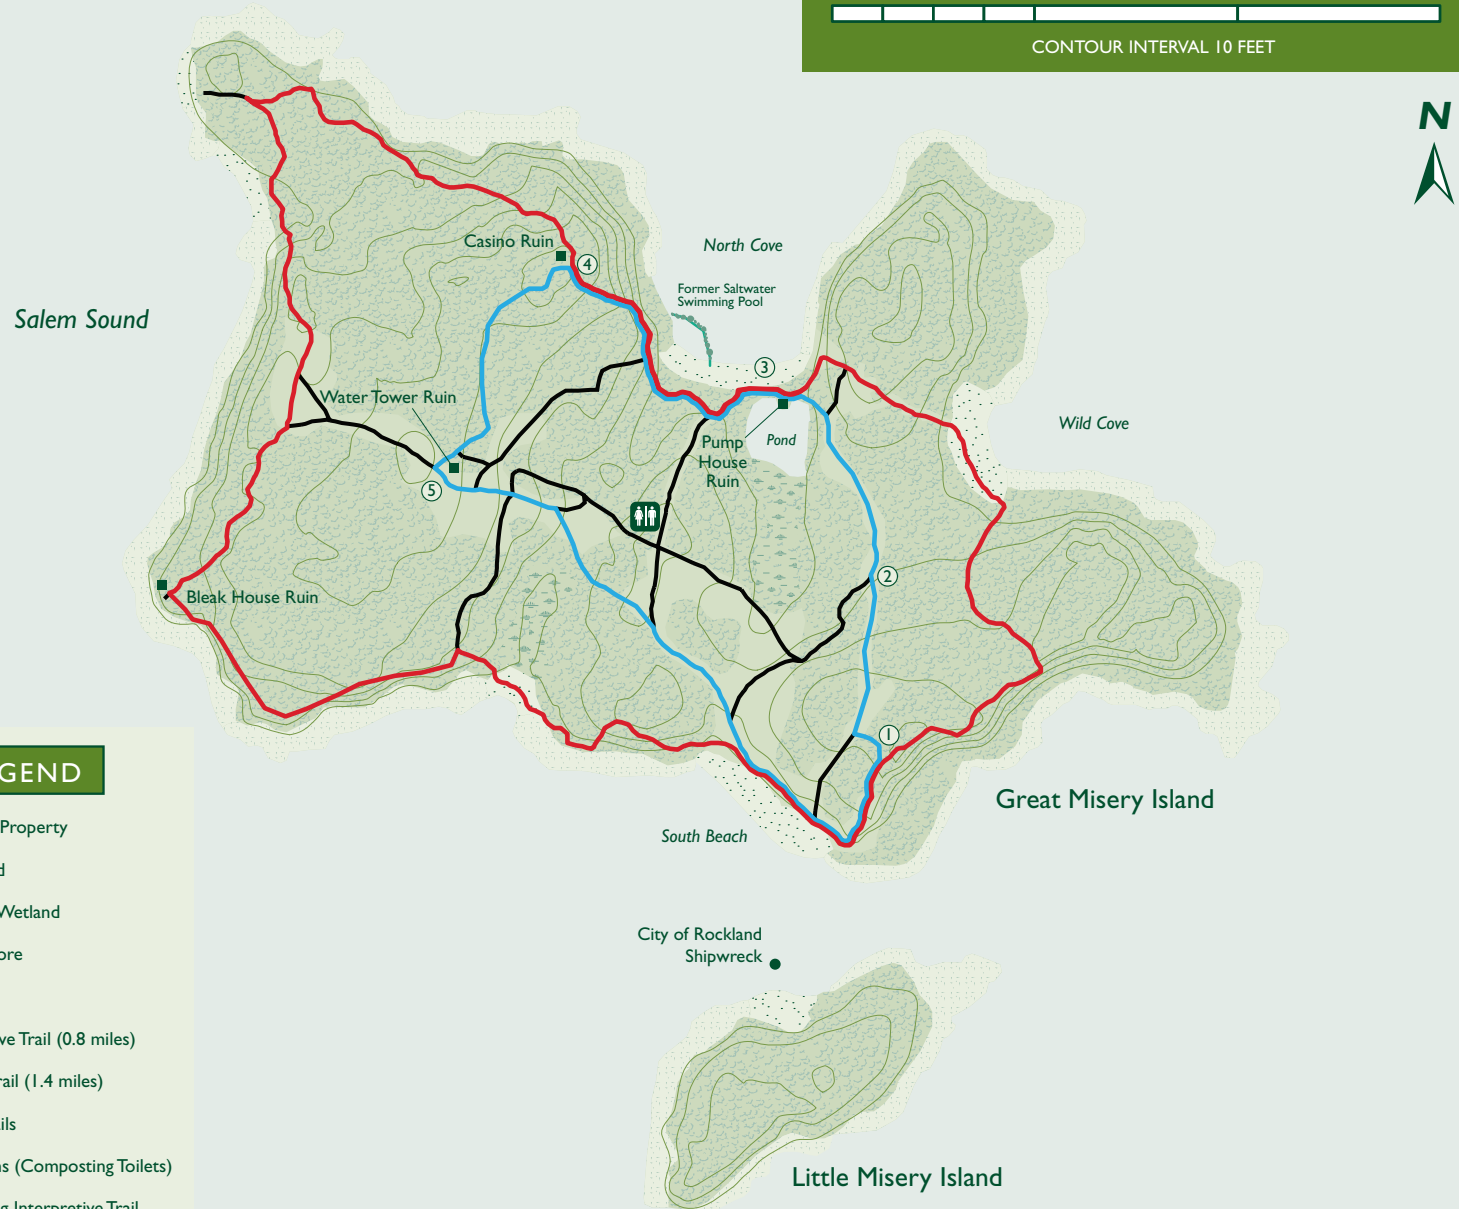 CONTOUR INTERVAL 10 FEET
N
Casino Ruin
4
North Cove
Former Saltwater
Swimming Pool
Salem Sound
3
Water Tower Ruin
Wild Cove
Pump
House
Ruin
Pond
5
2
Bleak House Ruin
1
GEND
Property
d
Wetland
ore
ve Trail (0.8 miles)
rail (1.4 miles)
ils
s (Composting Toilets)
g Interpretive Trail
Great Misery Island
South Beach
City of Rockland
Shipwreck
Little Misery Island